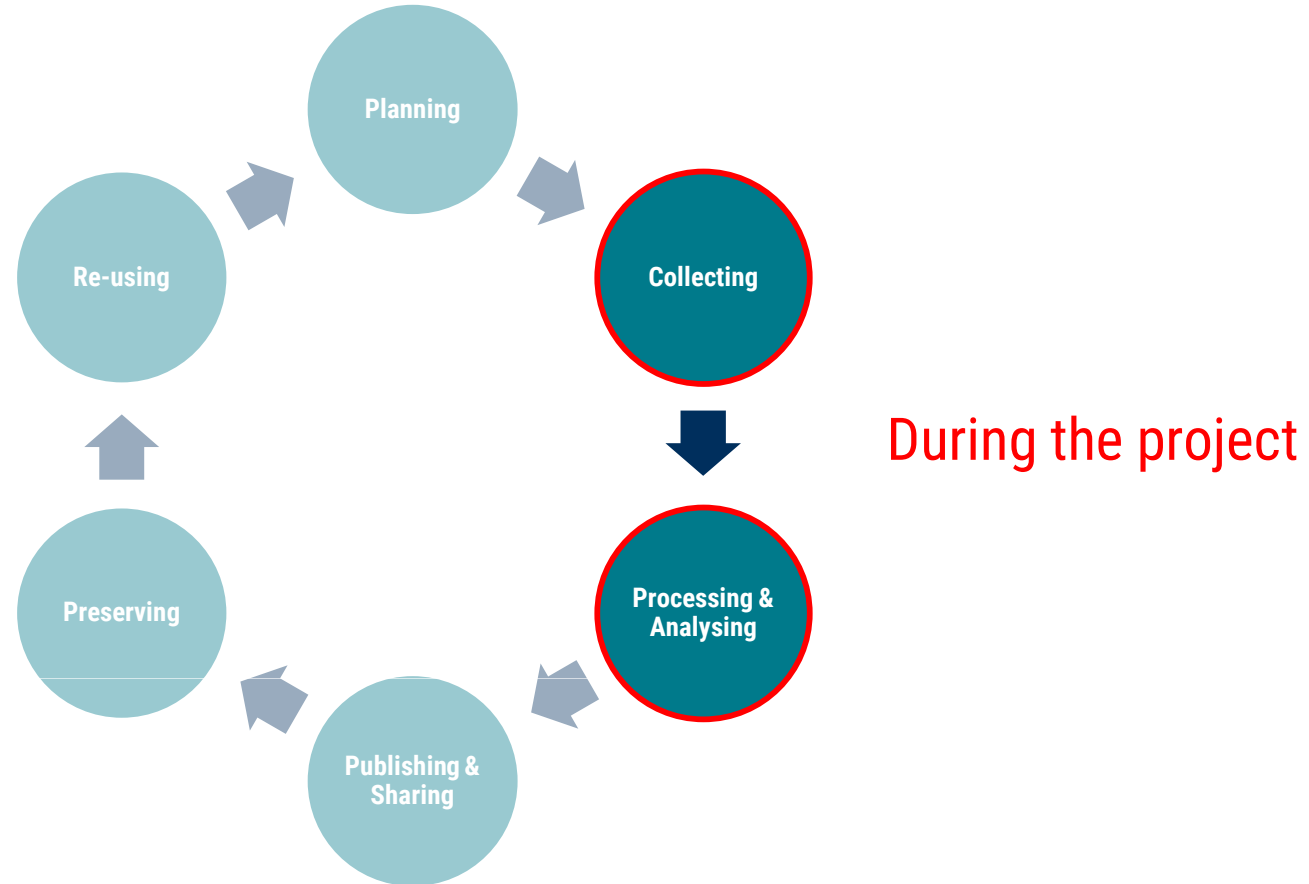 Planning
Collecting
Re-using
During the project
Processing &
Analysing
Preserving
Publishing &
Sharing